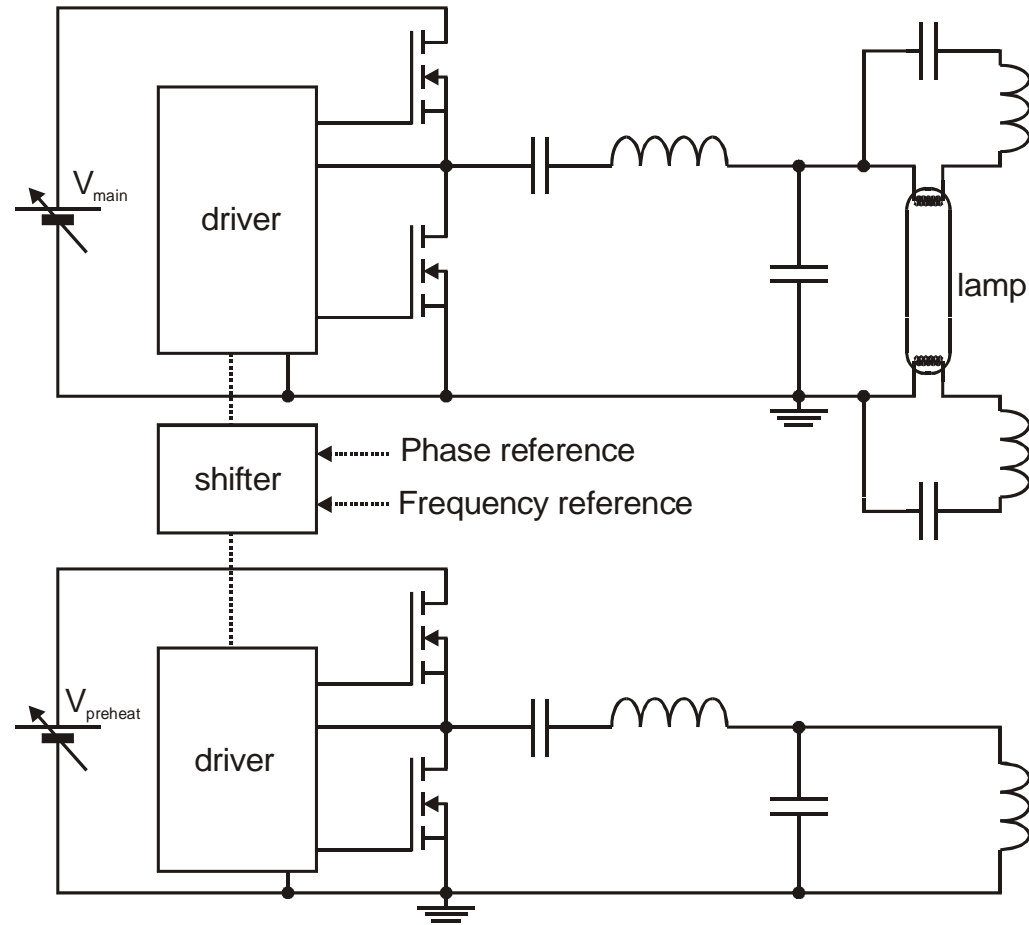 V_main
driver
lamp
shifter
Phase reference
Frequency reference
V_preheat
driver